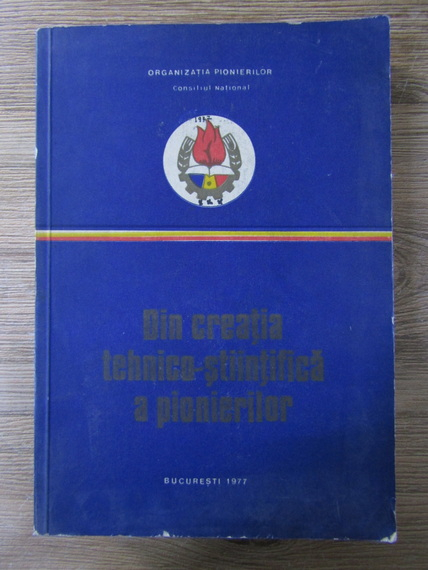 ORGANIZAȚIA PIONIERILOR
Consiliul Național
Din creația
tehnico-științifică
a pionierilor
BUCUREȘTI 1977